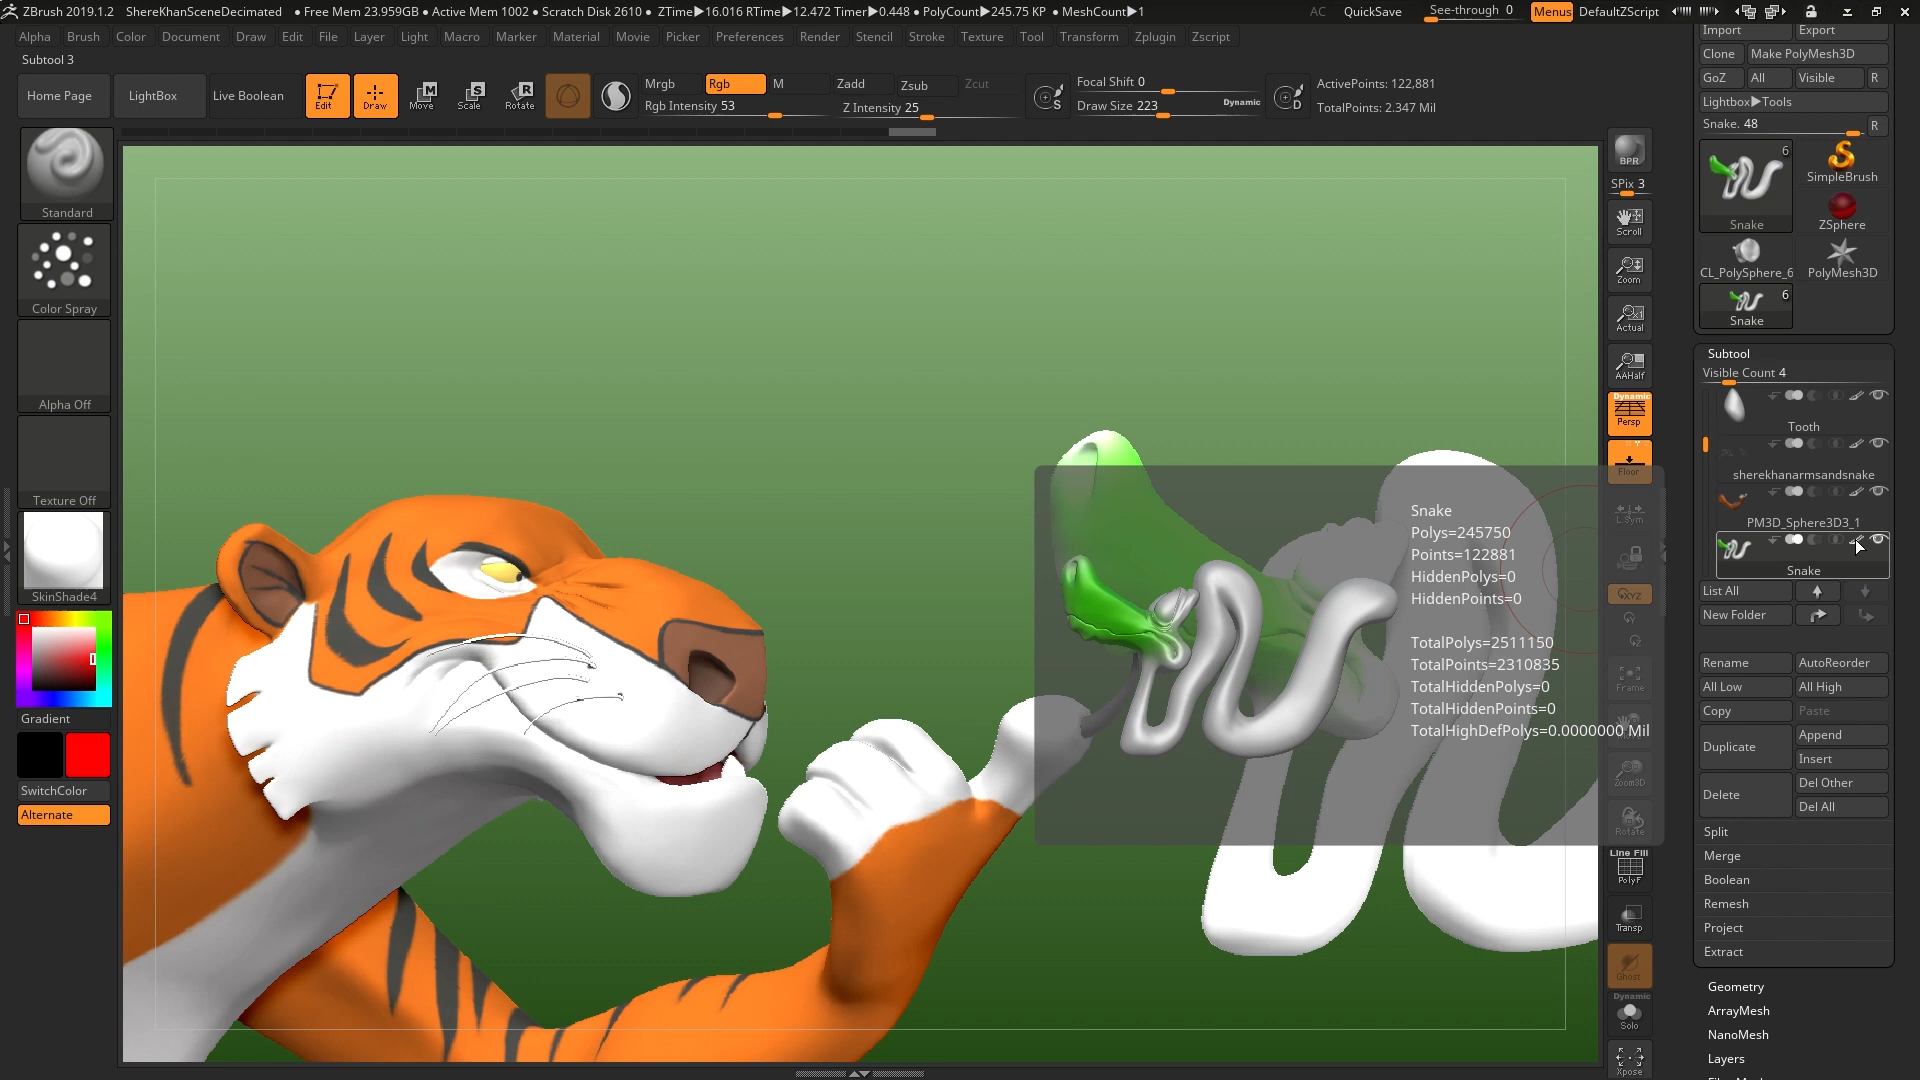 ZBrush 2019.1.2 ShereKhanSceneDecimated ● Free Mem 23.959GB ● Active Mem 1002 ● Scratch Disk 2610 ● ZTime▶16.016 RTime▶12.472 Timer▶0.448 ● PolyCount▶245.75 KP ● MeshCount▶1 AC QuickSave See-through 0 Menus DefaultZScript
Alpha Brush Color Document Draw Edit File Layer Light Macro Marker Material Movie Picker Preferences Render Stencil Stroke Texture Tool Transform Zplugin Zscript
Subtool 3
Home Page LightBox Live Boolean Edit Draw Move Scale Rotate
M S R
Mrgb Rgb M Zadd Zsub Zcut
Rgb Intensity 53 Z Intensity 25
S Focal Shift 0
Draw Size 223 Dynamic
D ActivePoints: 122,881
TotalPoints: 2.347 Mil
Standard
Color Spray
Alpha Off
Texture Off
SkinShade4
Gradient
SwitchColor
Alternate
Snake
Polys=245750
Points=122881
HiddenPolys=0
HiddenPoints=0
TotalPolys=2511150
TotalPoints=2310835
TotalHiddenPolys=0
TotalHiddenPoints=0
TotalHighDefPolys=0.0000000 Mil
BPR
SPix 3
Scroll
Zoom
Actual
AAHalf
Dynamic
Persp
Floor
L.Sym
XYZ
Frame
Move
Zoom3D
Rotate
Line Fill
PolyF
Transp
Ghost
Dynamic
Solo
Xpose
Import Export
Clone Make PolyMesh3D
GoZ All Visible R
Lightbox▶Tools
Snake. 48 R
6
Snake
SimpleBrush
ZSphere
CL_PolySphere_6 PolyMesh3D
6
Snake
Subtool
Visible Count 4
Tooth
sherekhanarmsandsnake
PM3D_Sphere3D3_1
Snake
List All
New Folder
Rename AutoReorder
All Low All High
Copy Paste
Duplicate Append
Insert
Delete Del Other
Del All
Split
Merge
Boolean
Remesh
Project
Extract
Geometry
ArrayMesh
NanoMesh
Layers